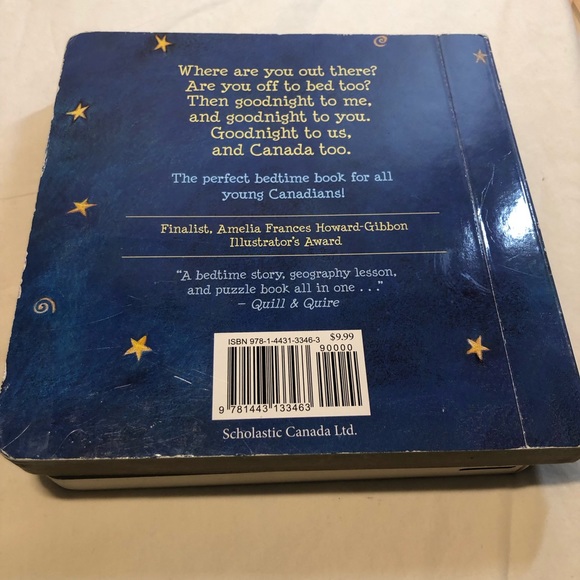 Where are you out there?
Are you off to bed too?
Then goodnight to me,
and goodnight to you.
Goodnight to us,
and Canada too.
The perfect bedtime book for all
young Canadians!
Finalist, Amelia Frances Howard-Gibbon
Illustrator's Award
"A bedtime story, geography lesson,
and puzzle book all in one . . ."
– Quill & Quire
ISBN 978-1-4431-3346-3 $9.99
90000
9 781443 133463
Scholastic Canada Ltd.